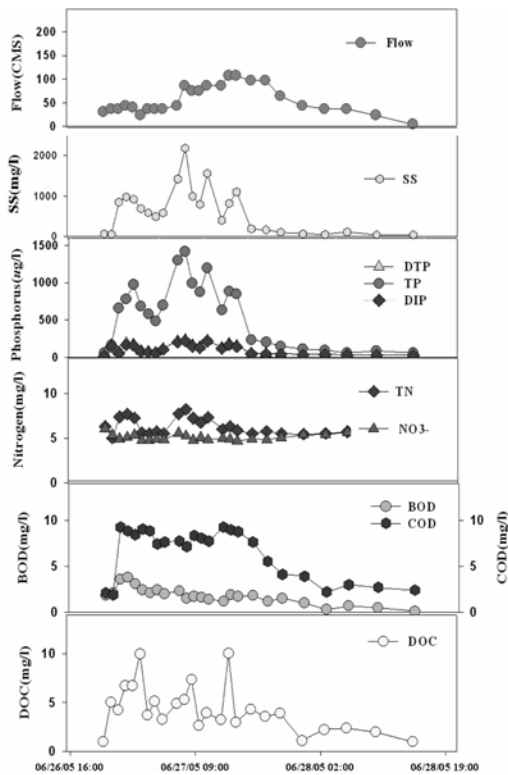 Flow(CMS)
200
150
100
50
0
Flow
SS(mg/l)
2000
1000
0
SS
Phosphorus(ug/l)
1500
1000
500
0
DTP
TP
DIP
Nitrogen(mg/l)
10
5
0
TN
NO3-
BOD(mg/l)
10
5
0
BOD
COD
10
5
0
COD(mg/l)
DOC(mg/l)
10
5
0
DOC
06/26/05 16:00
06/27/05 09:00
06/28/05 02:00
06/28/05 19:00